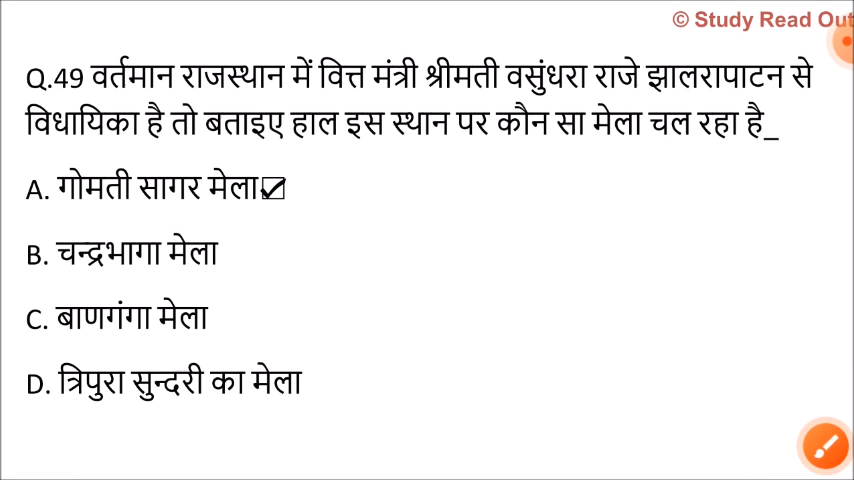 © Study Read Out
Q.49 वर्तमान राजस्थान में वित्त मंत्री श्रीमती वसुंधरा राजे झालरापाटन से
विधायिका है तो बताइए हाल इस स्थान पर कौन सा मेला चल रहा है_
A. गोमती सागर मेला☑
B. चन्द्रभागा मेला
C. बाणगंगा मेला
D. त्रिपुरा सुन्दरी का मेला